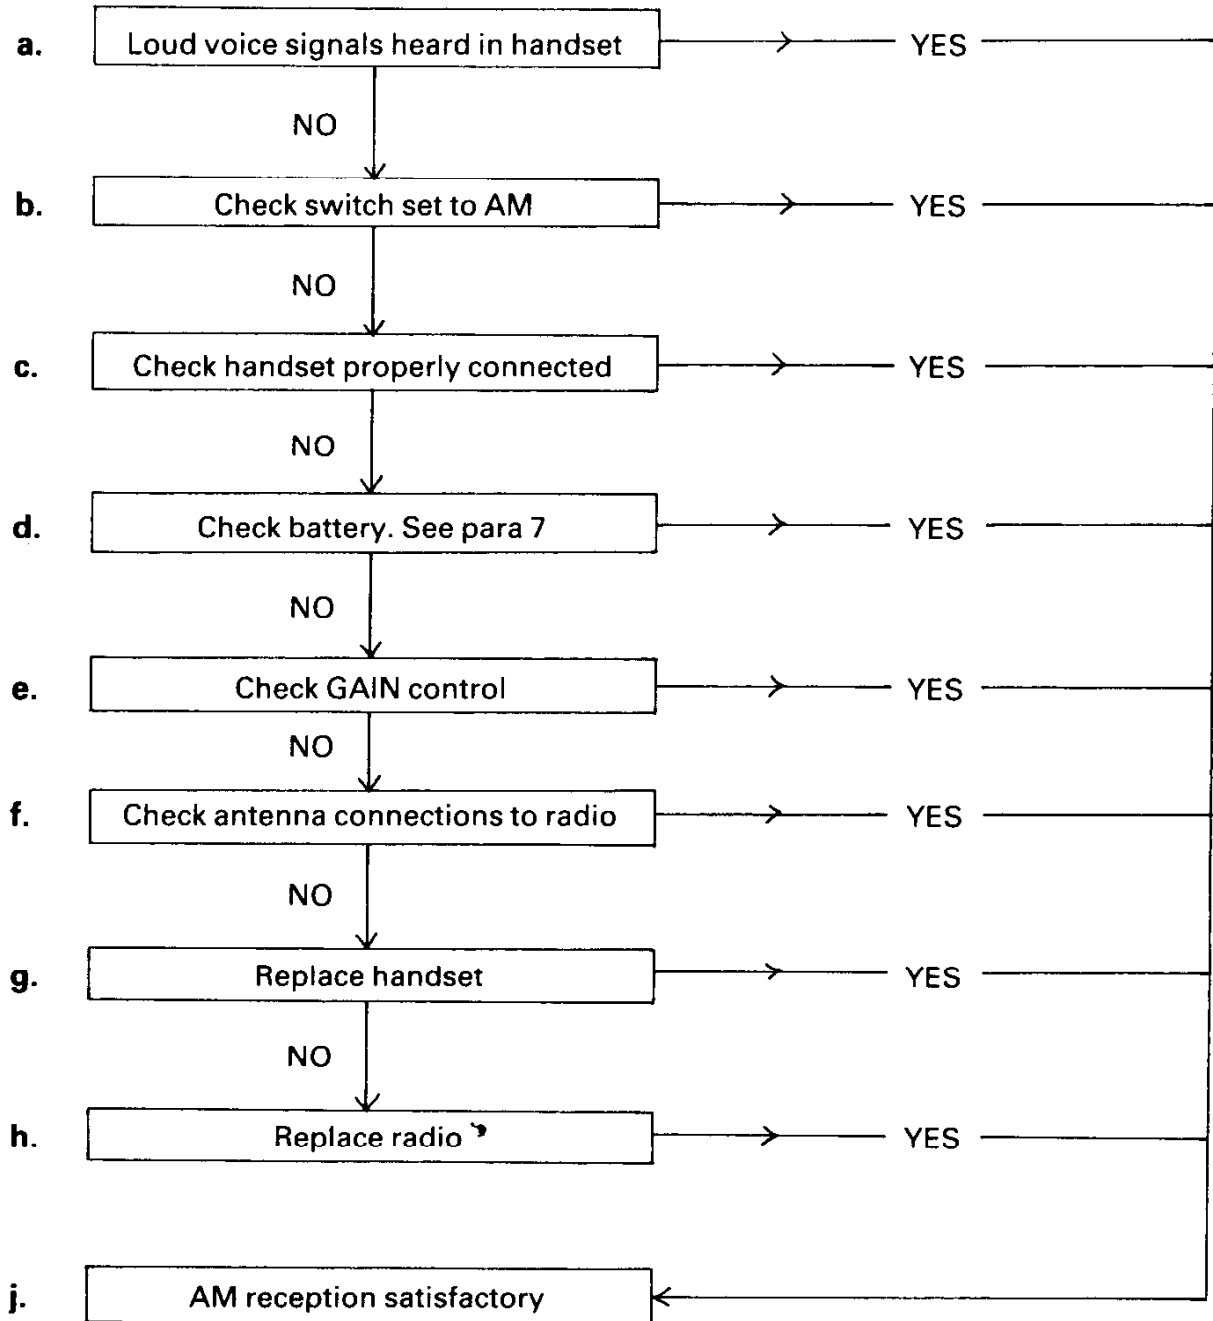 a. Loud voice signals heard in handset YES
NO
b. Check switch set to AM YES
NO
c. Check handset properly connected YES
NO
d. Check battery. See para 7 YES
NO
e. Check GAIN control YES
NO
f. Check antenna connections to radio YES
NO
g. Replace handset YES
NO
h. Replace radio YES
j. AM reception satisfactory